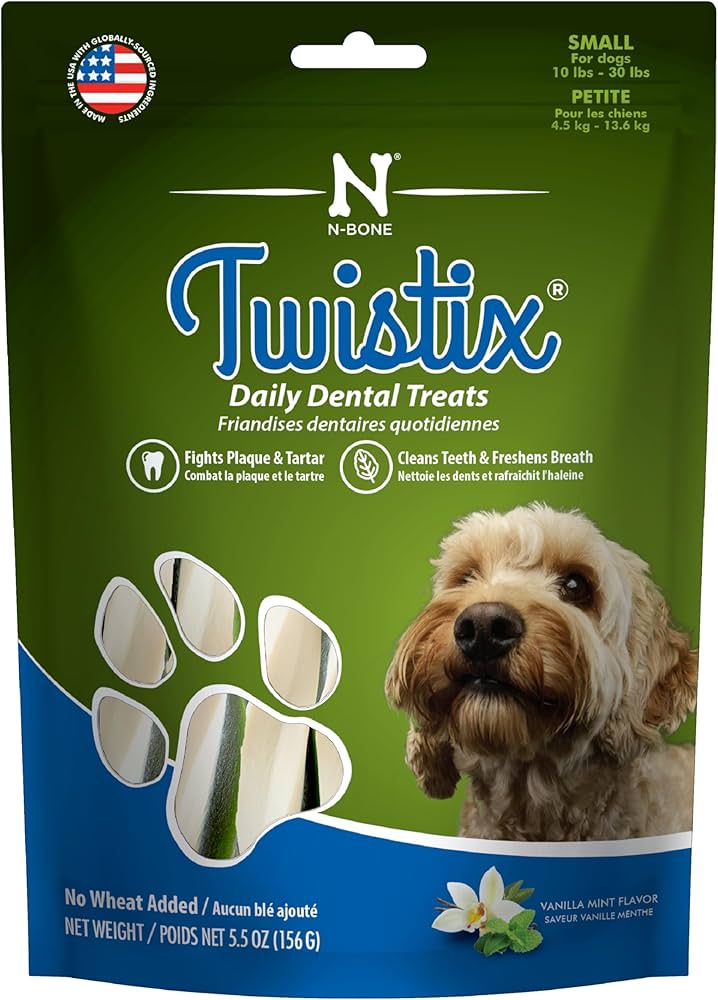 MADE IN THE USA WITH GLOBALLY-SOURCED INGREDIENTS
SMALL
For dogs
10 lbs - 30 lbs
PETITE
Pour les chiens
4.5 kg - 13.6 kg
N®
N-BONE
Twistix®
Daily Dental Treats
Friandises dentaires quotidiennes
Fights Plaque & Tartar
Combat la plaque et le tartre
Cleans Teeth & Freshens Breath
Nettoie les dents et rafraîchit l'haleine
No Wheat Added / Aucun blé ajouté
NET WEIGHT / POIDS NET 5.5 OZ (156 G)
VANILLA MINT FLAVOR
SAVEUR VANILLE MENTHE